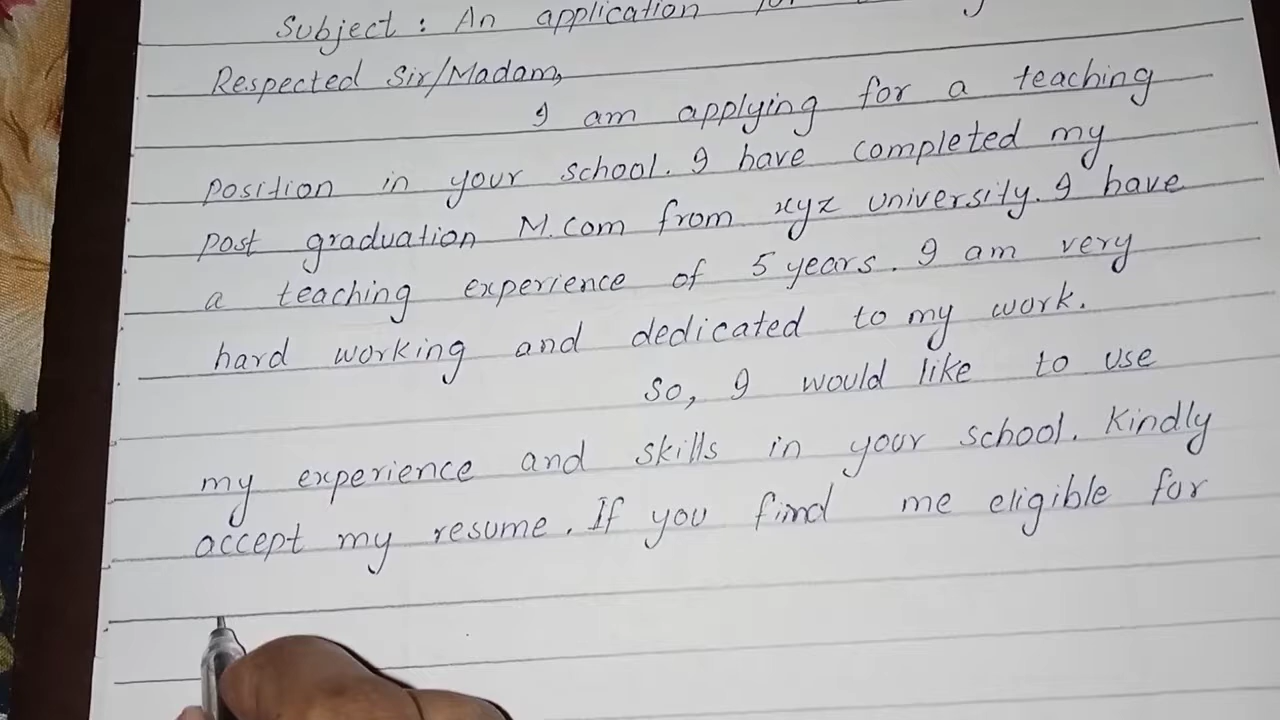 Subject: An application for
Respected Sir/Madam,
I am applying for a teaching
position in your school. I have completed my
post graduation M.Com from xyz university. I have
a teaching experience of 5 years. I am very
hard working and dedicated to my work.
So, I would like to use
my experience and skills in your school. Kindly
accept my resume. If you find me eligible for